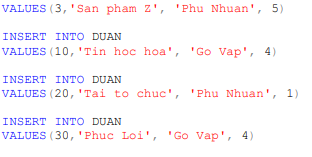 VALUES(3,'San pham Z', 'Phu Nhuan', 5)
INSERT INTO DUAN
VALUES(10,'Tin hoc hoa', 'Go Vap', 4)
INSERT INTO DUAN
VALUES(20,'Tai to chuc', 'Phu Nhuan', 1)
INSERT INTO DUAN
VALUES(30,'Phuc Loi', 'Go Vap', 4)